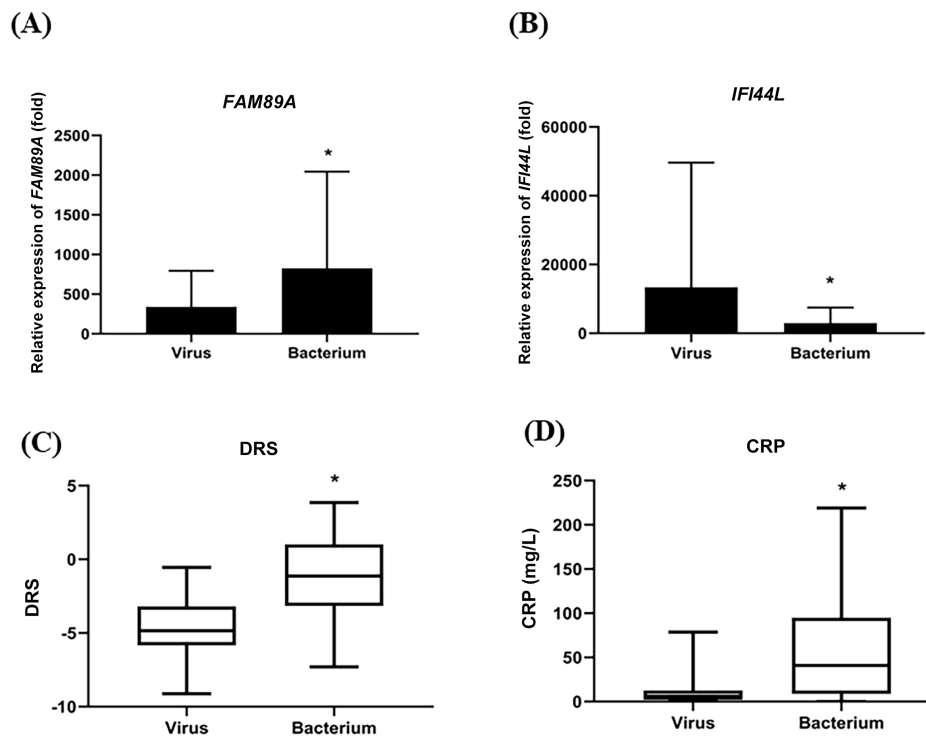 (A)
FAM89A
Relative expression of FAM89A (fold)
2500
2000
1500
1000
500
0
*
Virus
Bacterium
(B)
IFI44L
Relative expression of IFI44L (fold)
60000
40000
20000
0
*
Virus
Bacterium
(C)
DRS
DRS
5
0
-5
-10
*
Virus
Bacterium
(D)
CRP
CRP (mg/L)
250
200
150
100
50
0
*
Virus
Bacterium